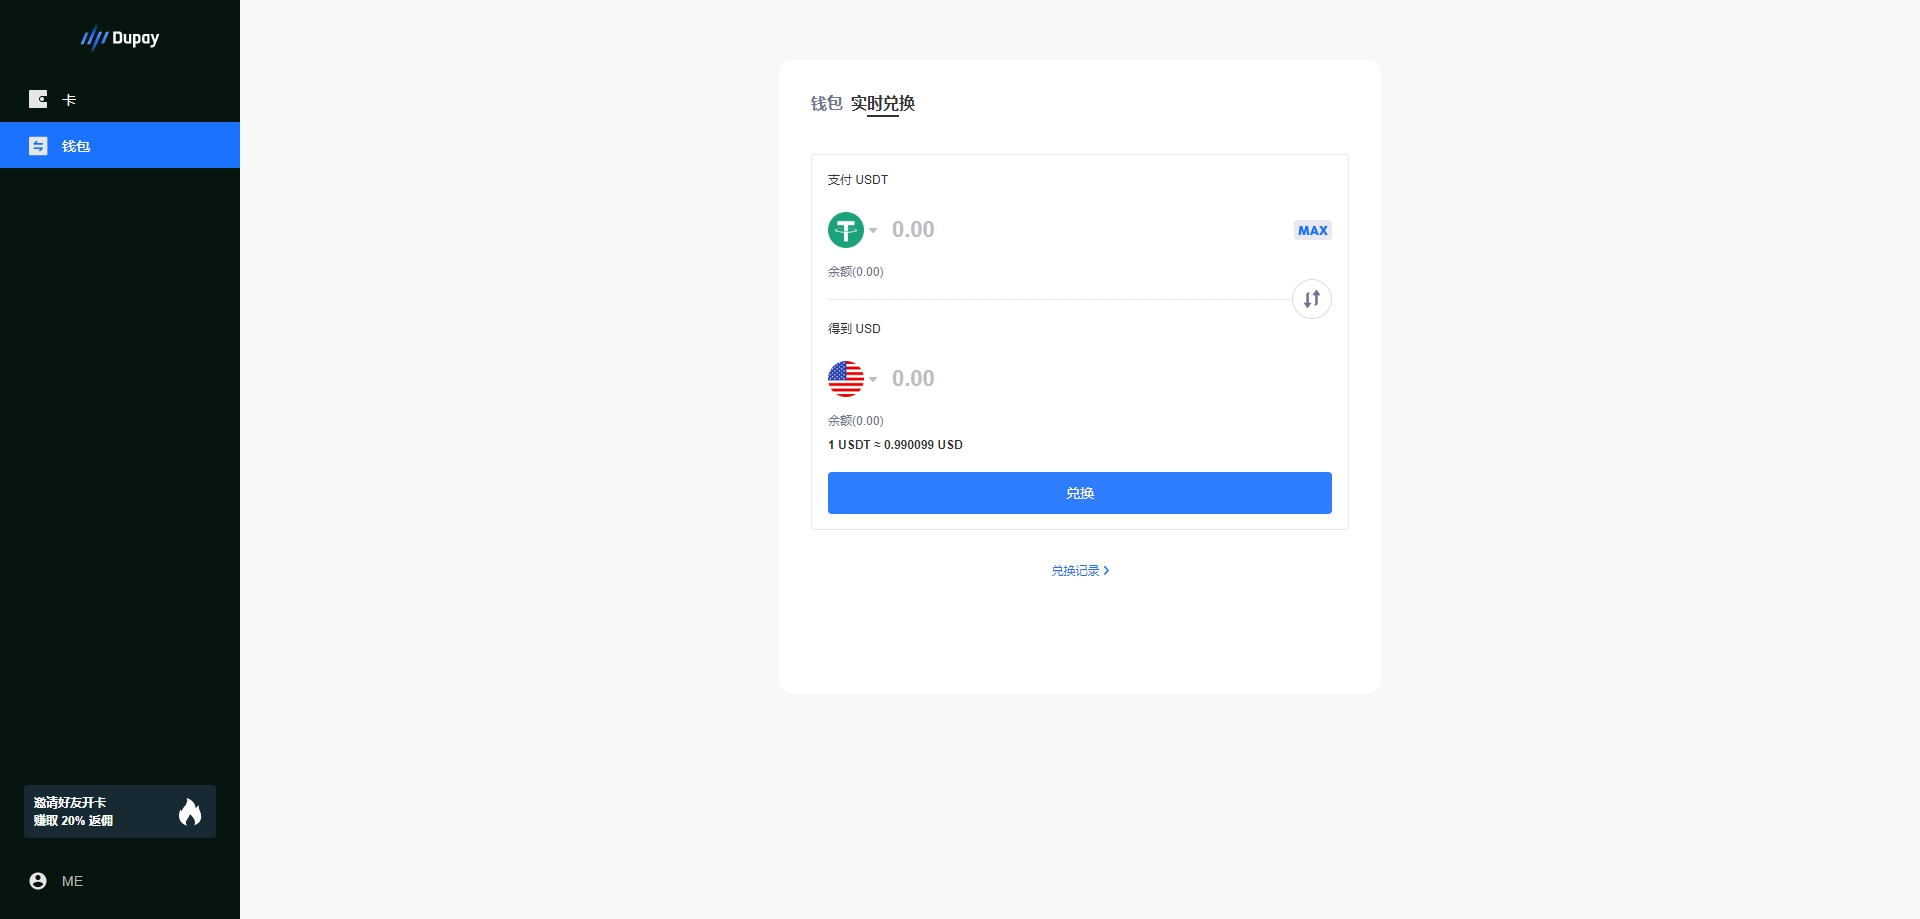 Dupay
卡
钱包
钱包 实时兑换
支付 USDT
0.00
MAX
余额(0.00)
得到 USD
0.00
余额(0.00)
1 USDT ≈ 0.990099 USD
兑换
兑换记录
邀请好友开卡
赚取 20% 返佣
ME